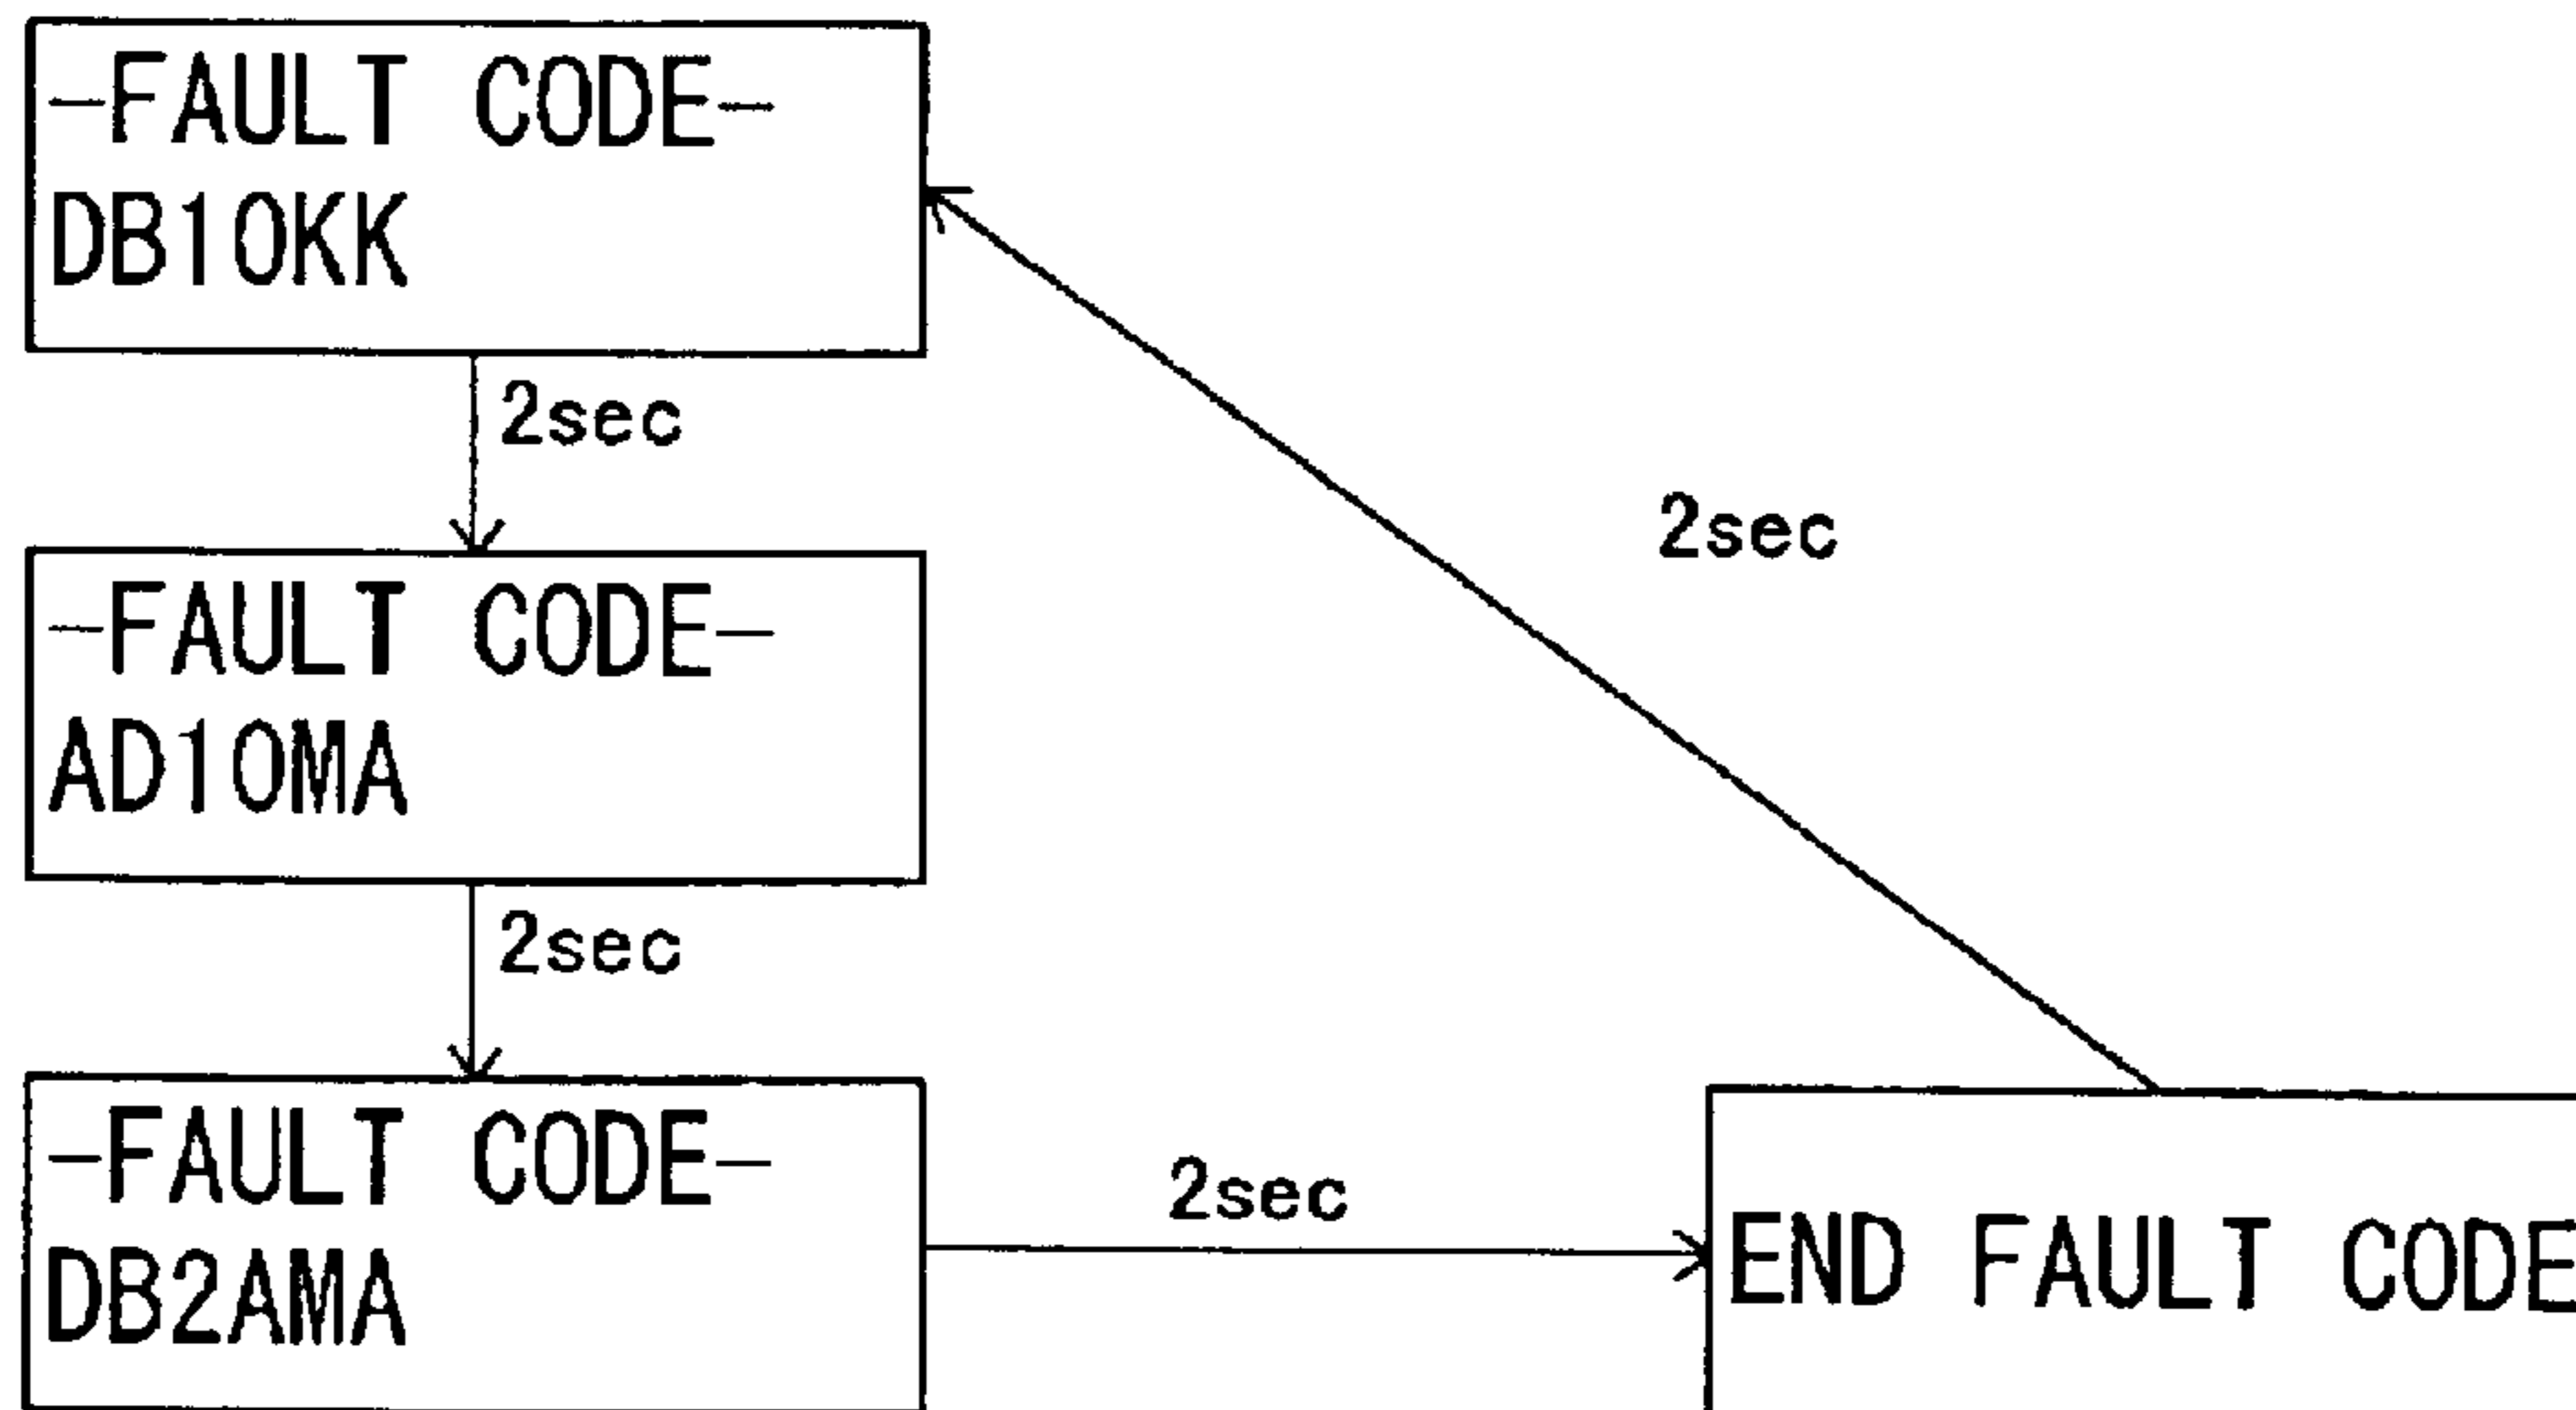 -FAULT CODE-
DB10KK
2sec
2sec
-FAULT CODE-
AD10MA
2sec
-FAULT CODE-
DB2AMA
2sec
END FAULT CODE